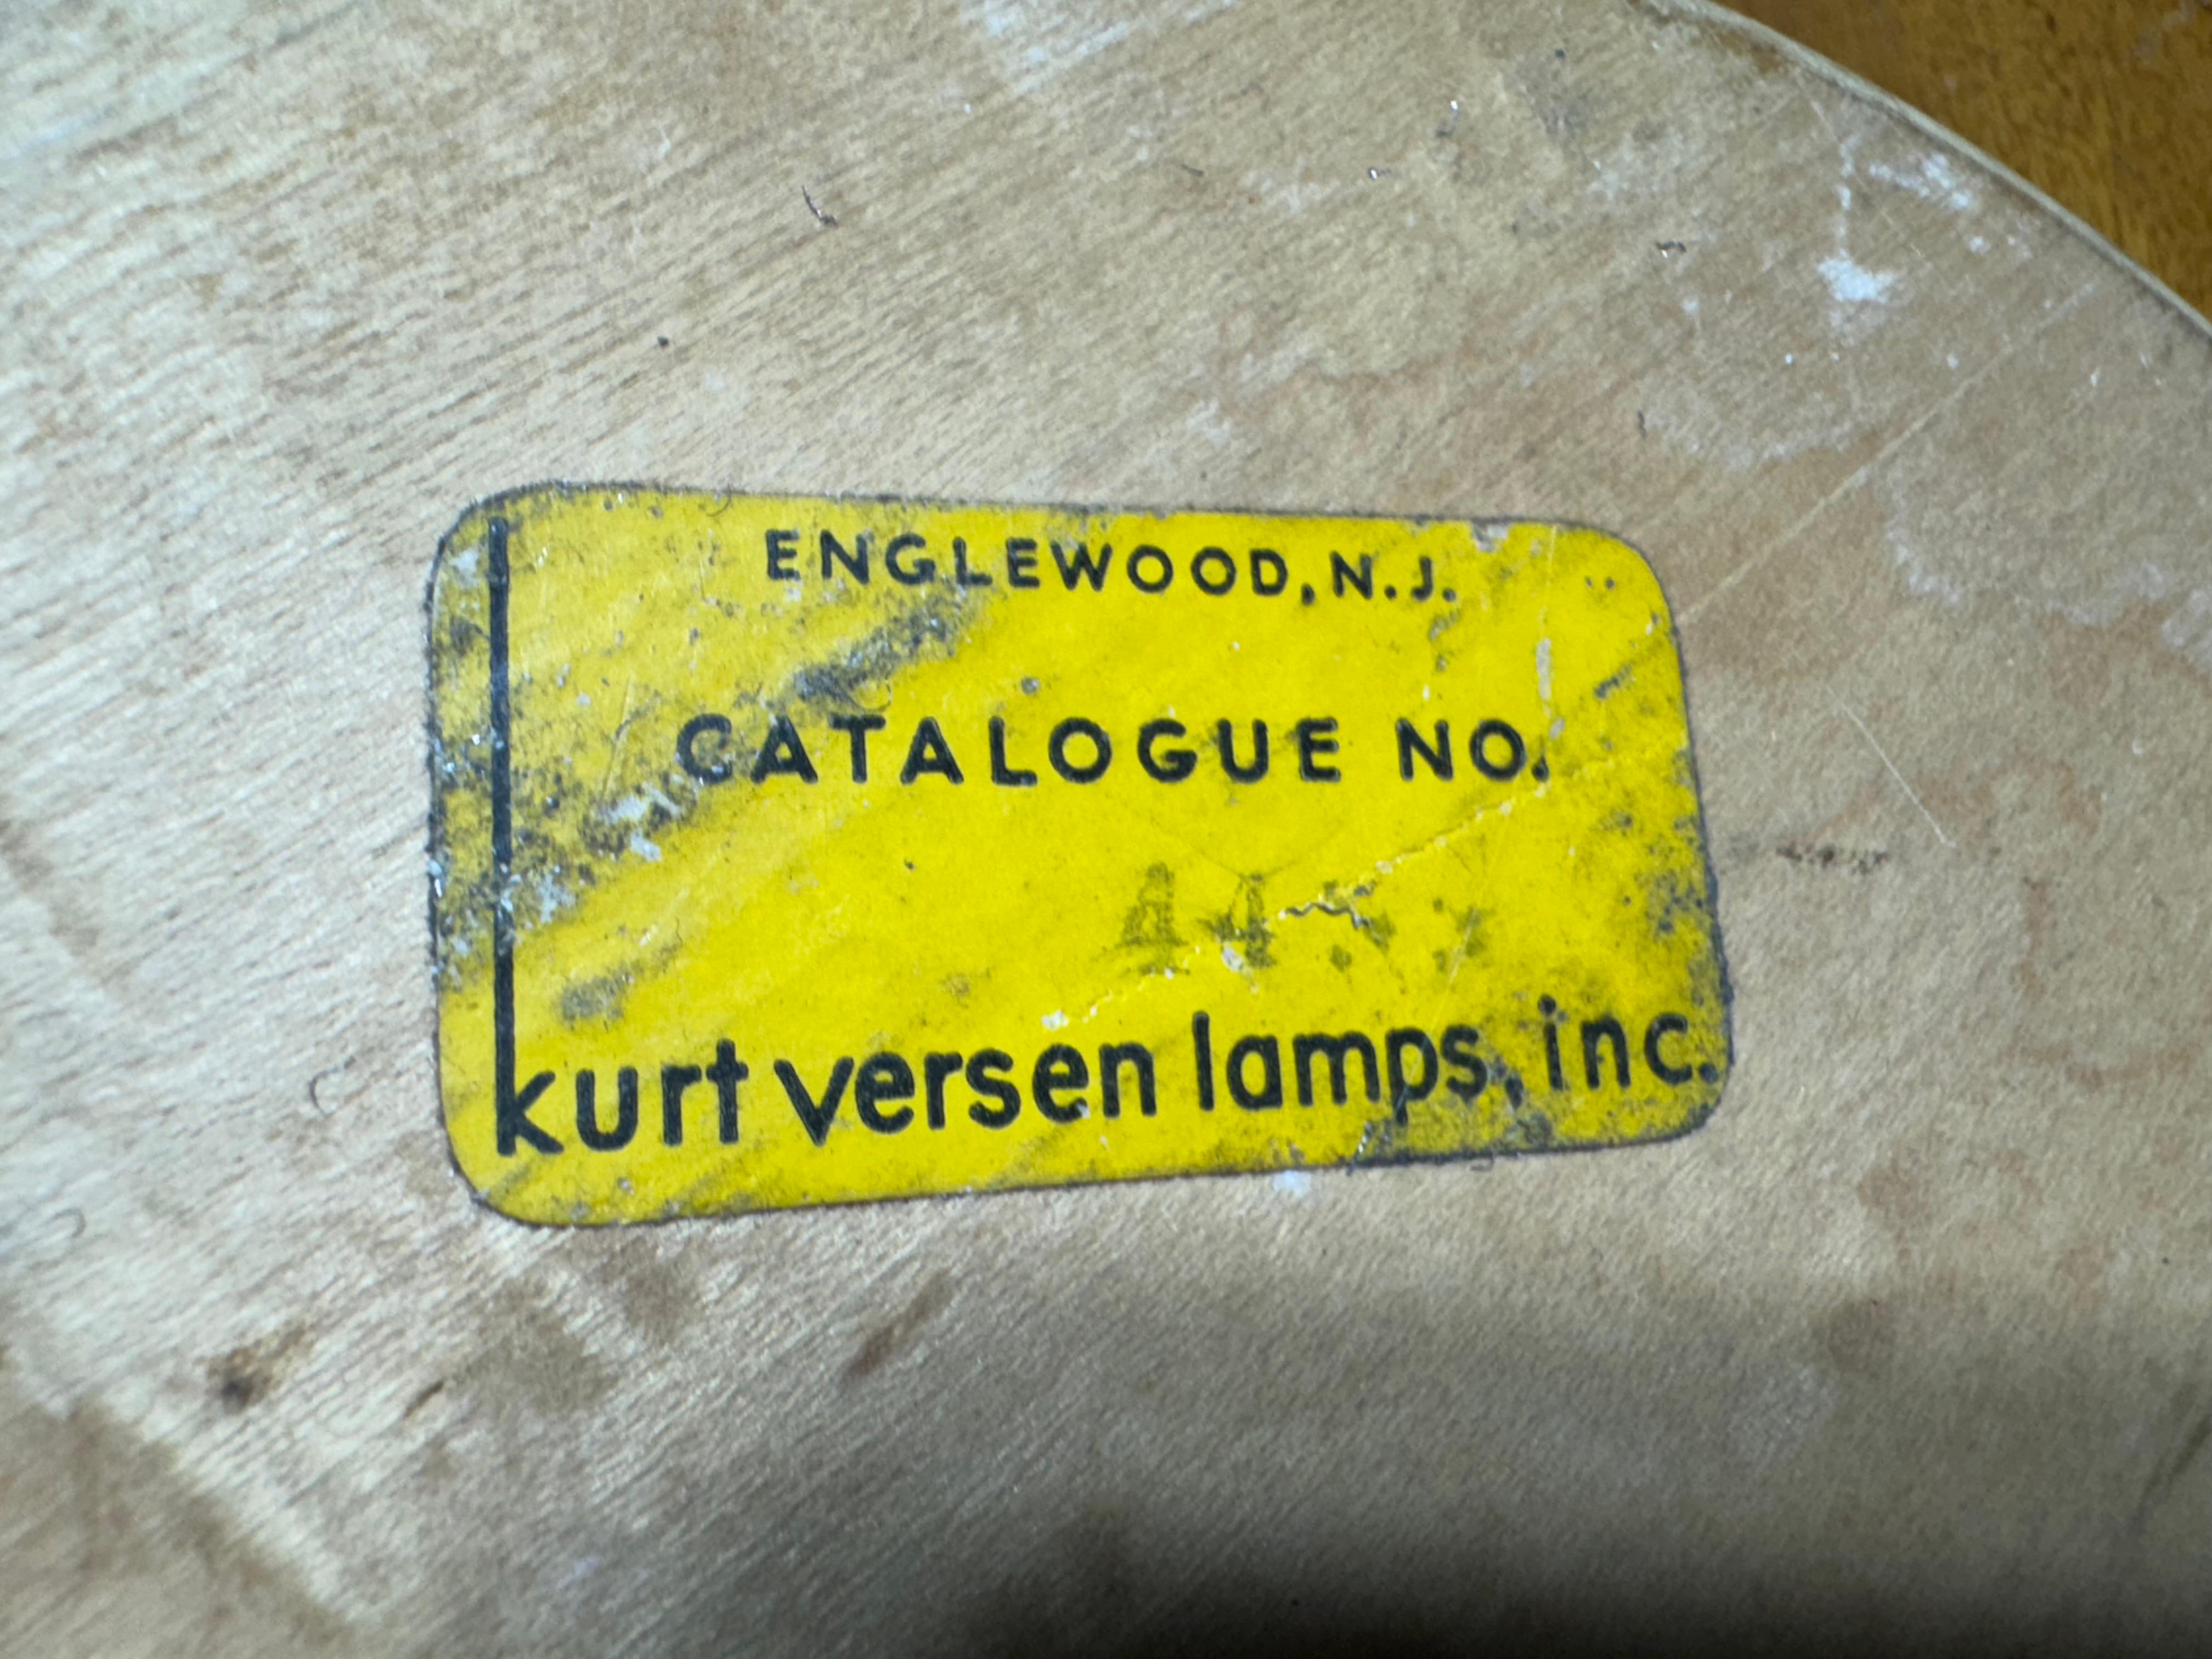 ENGLEWOOD, N.J.
CATALOGUE NO.
kurt versen lamps, inc.